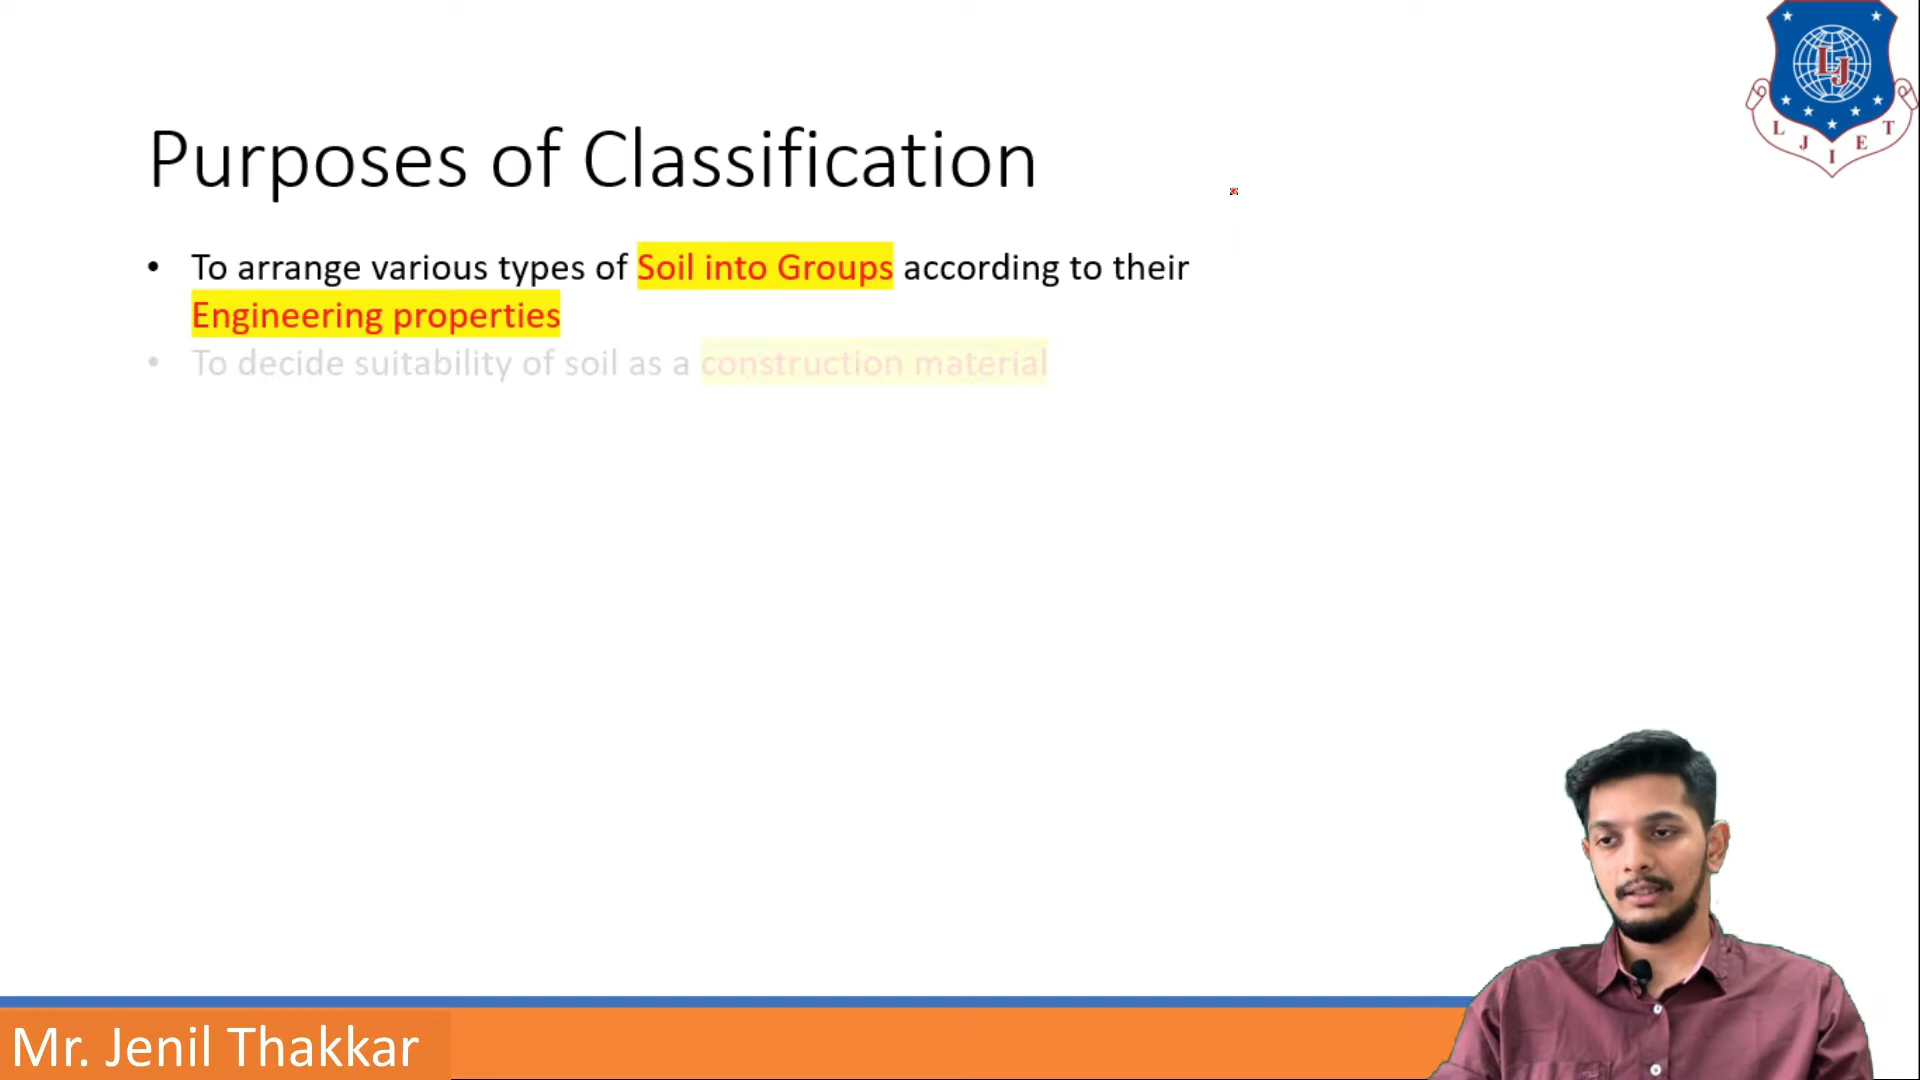 Purposes of Classification
• To arrange various types of Soil into Groups according to their
Engineering properties
• To decide suitability of soil as a construction material
LJ
L J I E T
Mr. Jenil Thakkar